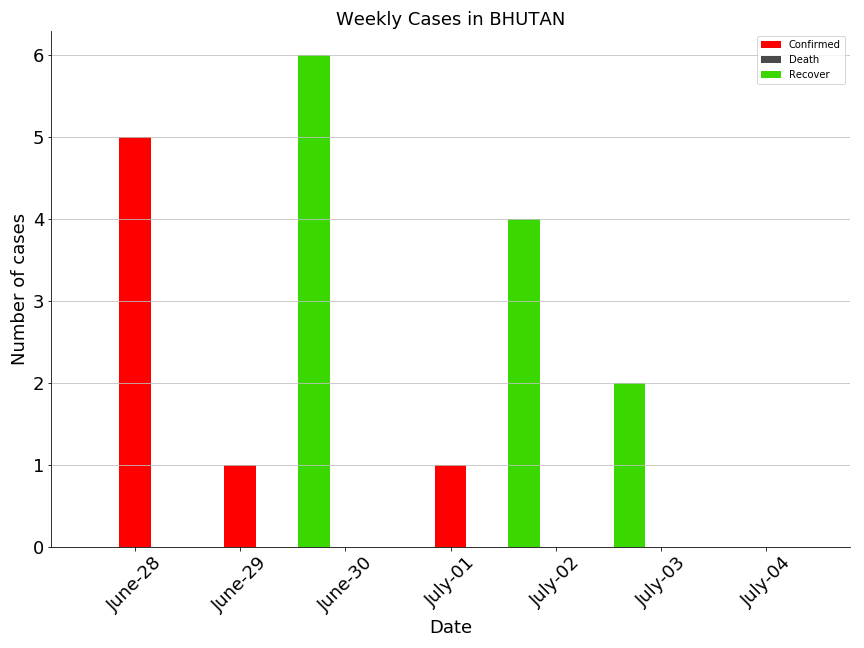 Weekly Cases in BHUTAN
Confirmed
Death
Recover
Number of cases
6
5
4
3
2
1
0
June-28
June-29
June-30
July-01
July-02
July-03
July-04
Date